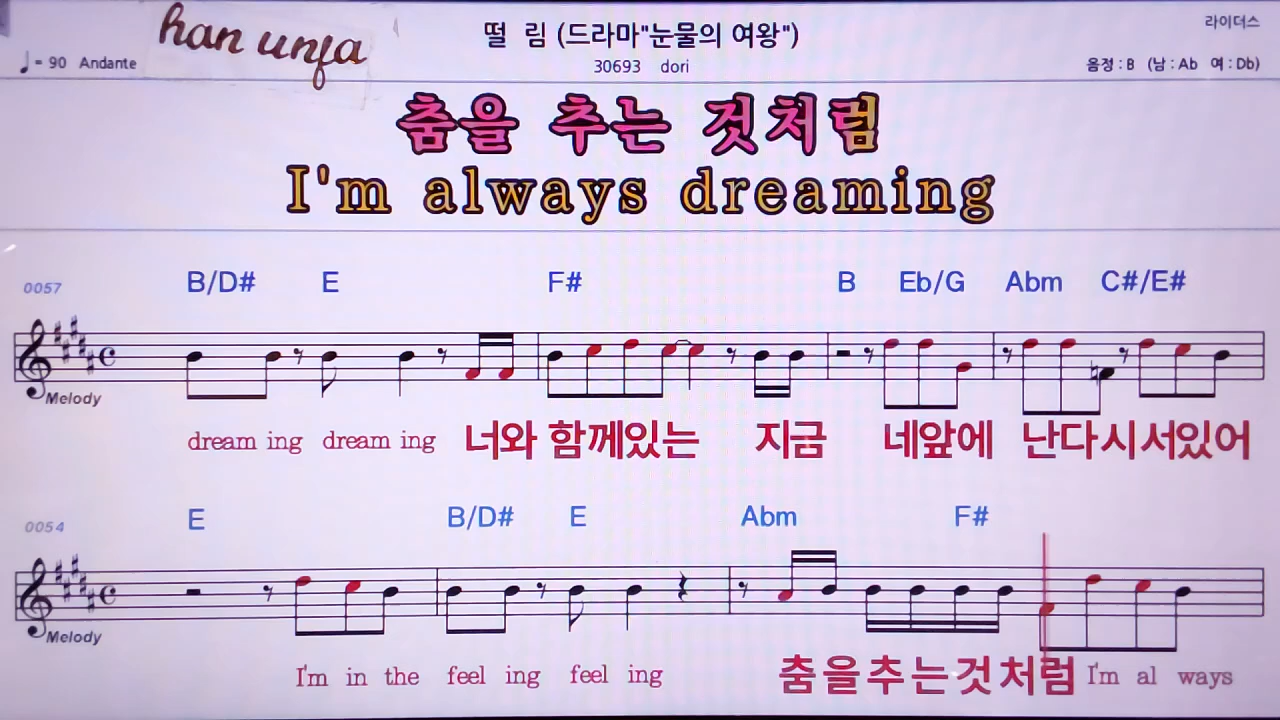 han unja
떨 림 (드라마"눈물의 여왕")
라이더스
♩= 90 Andante
30693 dori
음정 : B (남 : Ab 여 : Db)
춤을 추는 것처럼
I'm always dreaming
0057 B/D# E F# B Eb/G Abm C#/E#
Melody
dream ing dream ing 너와 함께있는 지금 네앞에 난다시서있어
0054 E B/D# E Abm F#
Melody
I'm in the feel ing feel ing 춤을추는것처럼 I'm al ways